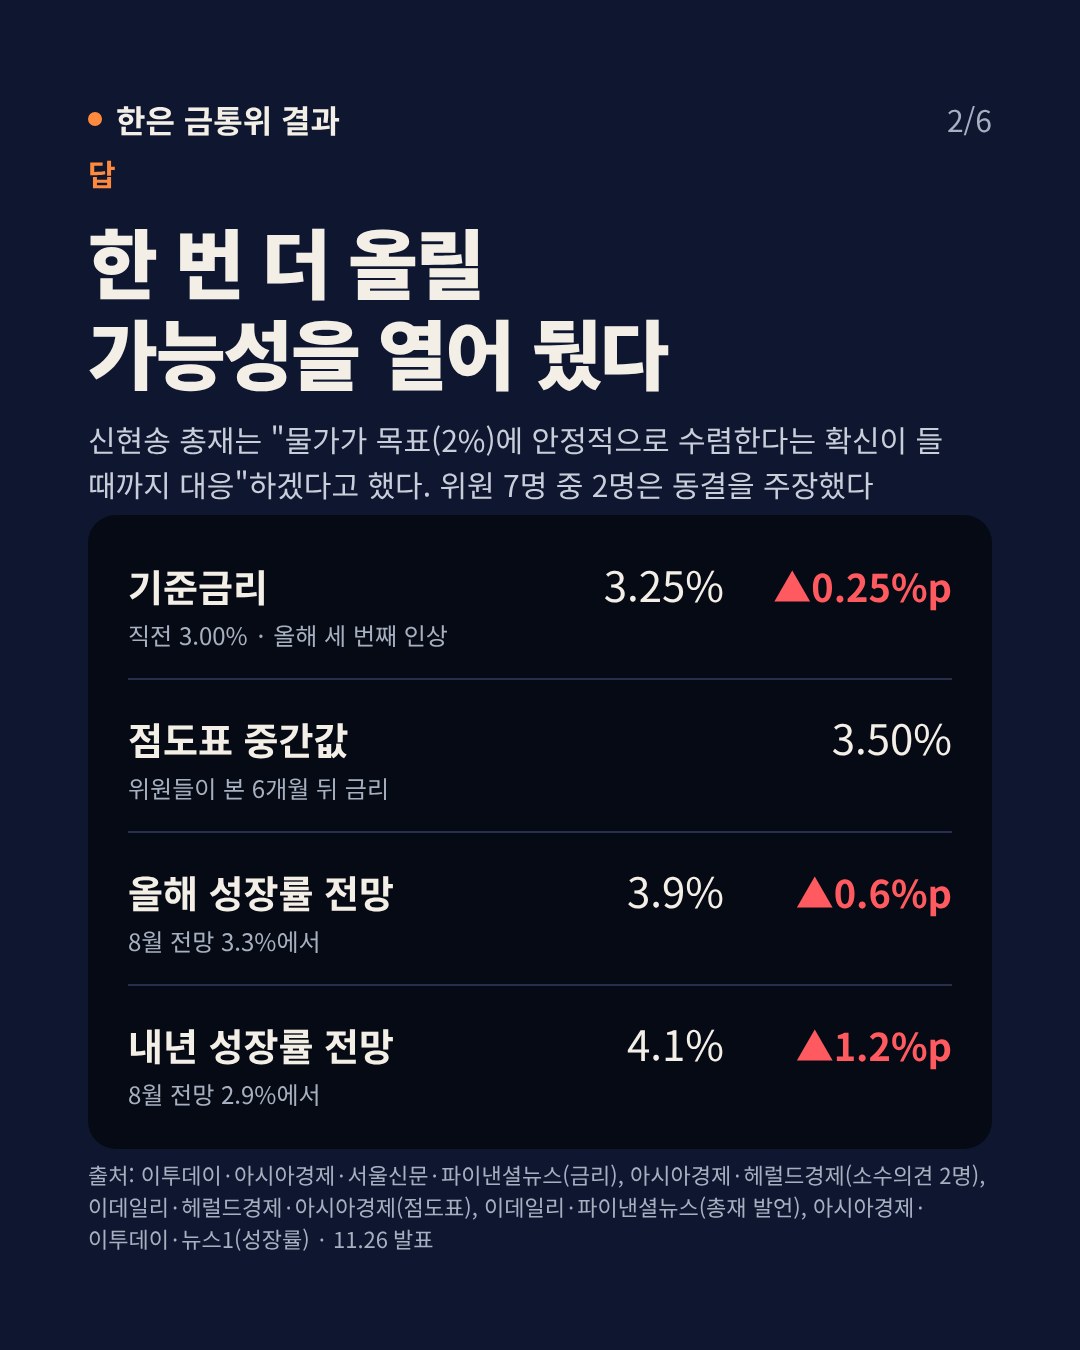 한은 금통위 결과
2/6
답
한 번 더 올릴
가능성을 열어 뒀다
신현송 총재는 "물가가 목표(2%)에 안정적으로 수렴한다는 확신이 들
때까지 대응"하겠다고 했다. 위원 7명 중 2명은 동결을 주장했다
기준금리 3.25% ▲0.25%p
직전 3.00% · 올해 세 번째 인상
점도표 중간값 3.50%
위원들이 본 6개월 뒤 금리
올해 성장률 전망 3.9% ▲0.6%p
8월 전망 3.3%에서
내년 성장률 전망 4.1% ▲1.2%p
8월 전망 2.9%에서
출처: 이투데이·아시아경제·서울신문·파이낸셜뉴스(금리), 아시아경제·헤럴드경제(소수의견 2명),
이데일리·헤럴드경제·아시아경제(점도표), 이데일리·파이낸셜뉴스(총재 발언), 아시아경제·
이투데이·뉴스1(성장률) · 11.26 발표